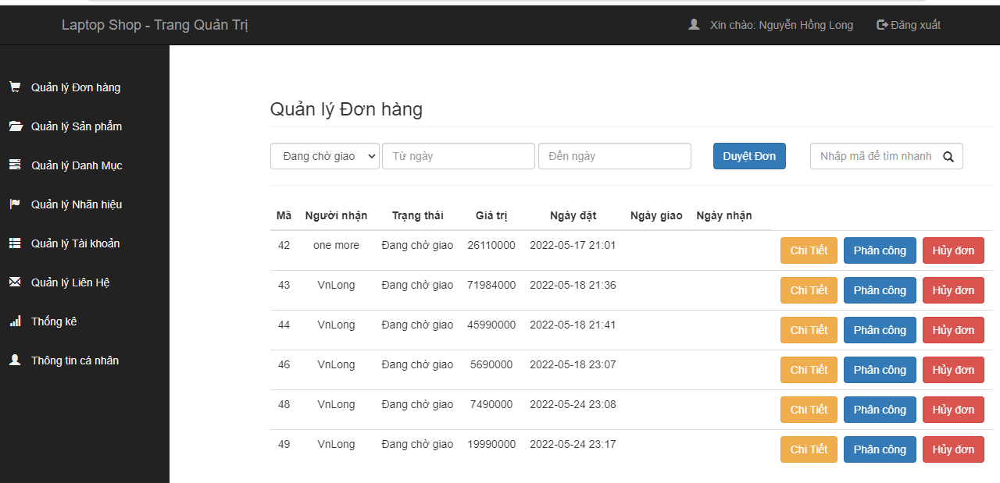 Laptop Shop - Trang Quản Trị
Xin chào: Nguyễn Hồng Long
Đăng xuất
Quản lý Đơn hàng
Quản lý Sản phẩm
Quản lý Danh Mục
Quản lý Nhãn hiệu
Quản lý Tài khoản
Quản lý Liên Hệ
Thống kê
Thông tin cá nhân
Quản lý Đơn hàng
Đang chờ giao Từ ngày Đến ngày Duyệt Đơn Nhập mã để tìm nhanh
Mã Người nhận Trạng thái Giá trị Ngày đặt Ngày giao Ngày nhận
42 one more Đang chờ giao 26110000 2022-05-17 21:01 Chi Tiết Phân công Hủy đơn
43 VnLong Đang chờ giao 71984000 2022-05-18 21:36 Chi Tiết Phân công Hủy đơn
44 VnLong Đang chờ giao 45990000 2022-05-18 21:41 Chi Tiết Phân công Hủy đơn
46 VnLong Đang chờ giao 5690000 2022-05-18 23:07 Chi Tiết Phân công Hủy đơn
48 VnLong Đang chờ giao 7490000 2022-05-24 23:08 Chi Tiết Phân công Hủy đơn
49 VnLong Đang chờ giao 19990000 2022-05-24 23:17 Chi Tiết Phân công Hủy đơn